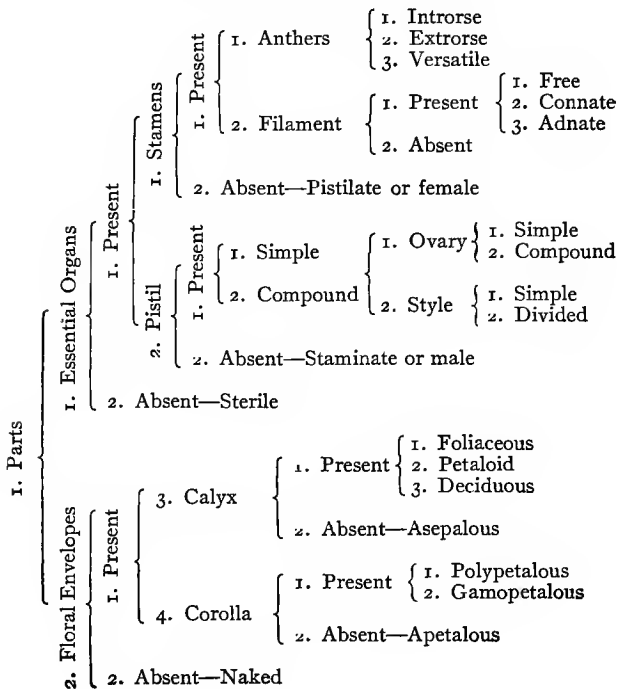 1. Parts
1. Essential Organs
1. Present
1. Stamens
1. Present
1. Anthers
1. Introrse
2. Extrorse
3. Versatile
2. Filament
1. Present
1. Free
2. Connate
3. Adnate
2. Absent
2. Absent—Pistilate or female
2. Pistil
1. Present
1. Simple
2. Compound
1. Ovary
1. Simple
2. Compound
2. Style
1. Simple
2. Divided
2. Absent—Staminate or male
2. Absent—Sterile
2. Floral Envelopes
1. Present
3. Calyx
1. Present
1. Foliaceous
2. Petaloid
3. Deciduous
2. Absent—Asepalous
4. Corolla
1. Present
1. Polypetalous
2. Gamopetalous
2. Absent—Apetalous
2. Absent—Naked